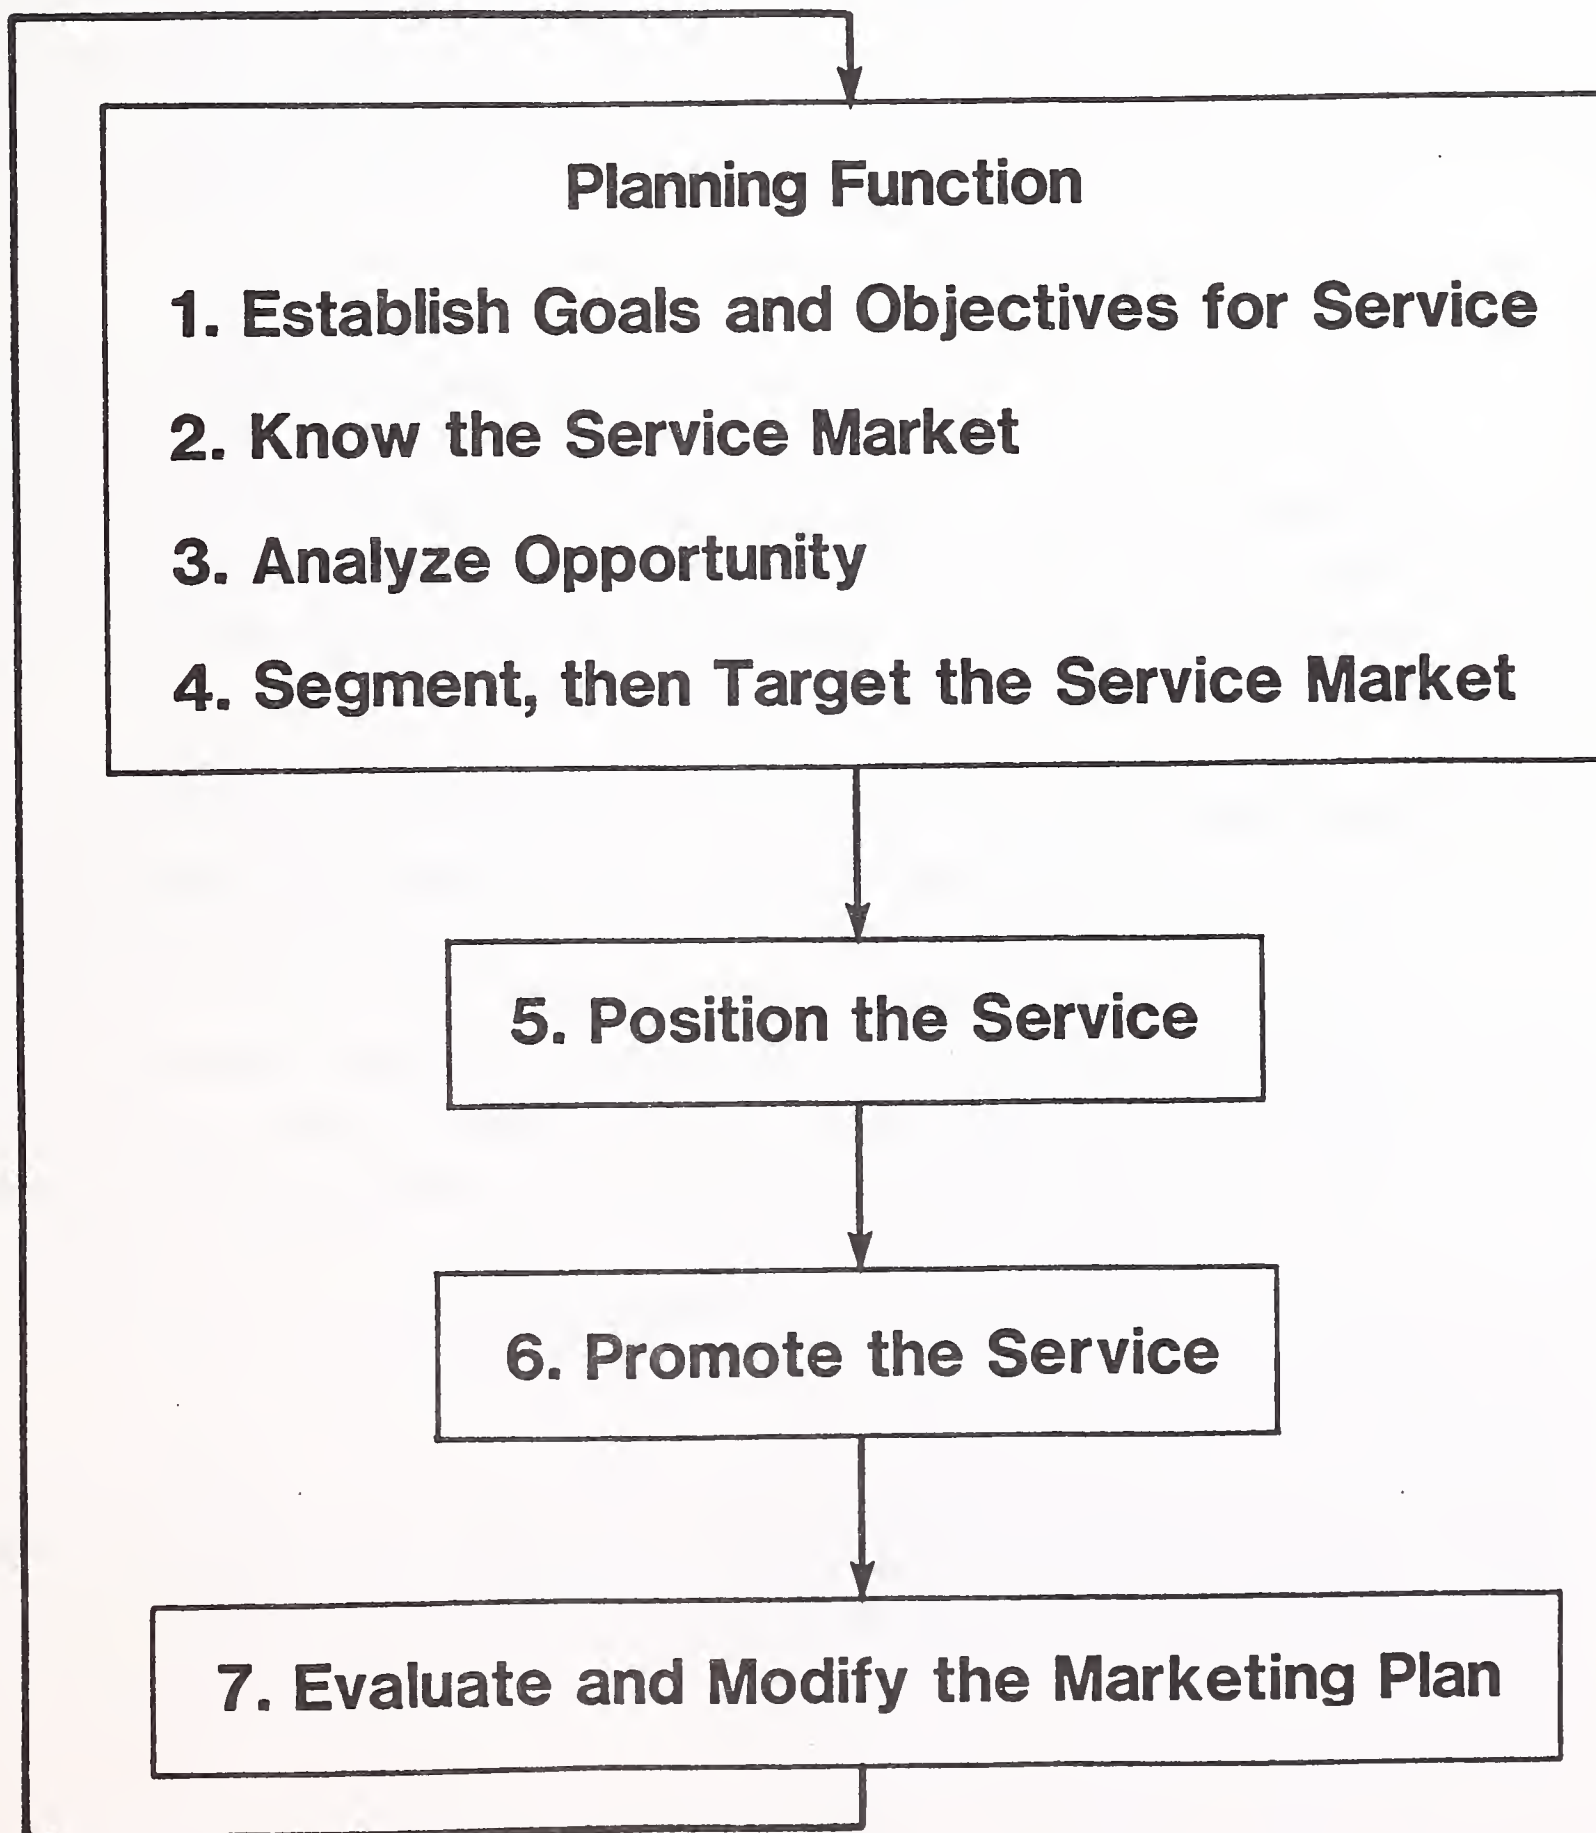 Planning Function
1. Establish Goals and Objectives for Service
2. Know the Service Market
3. Analyze Opportunity
4. Segment, then Target the Service Market
5. Position the Service
6. Promote the Service
7. Evaluate and Modify the Marketing Plan